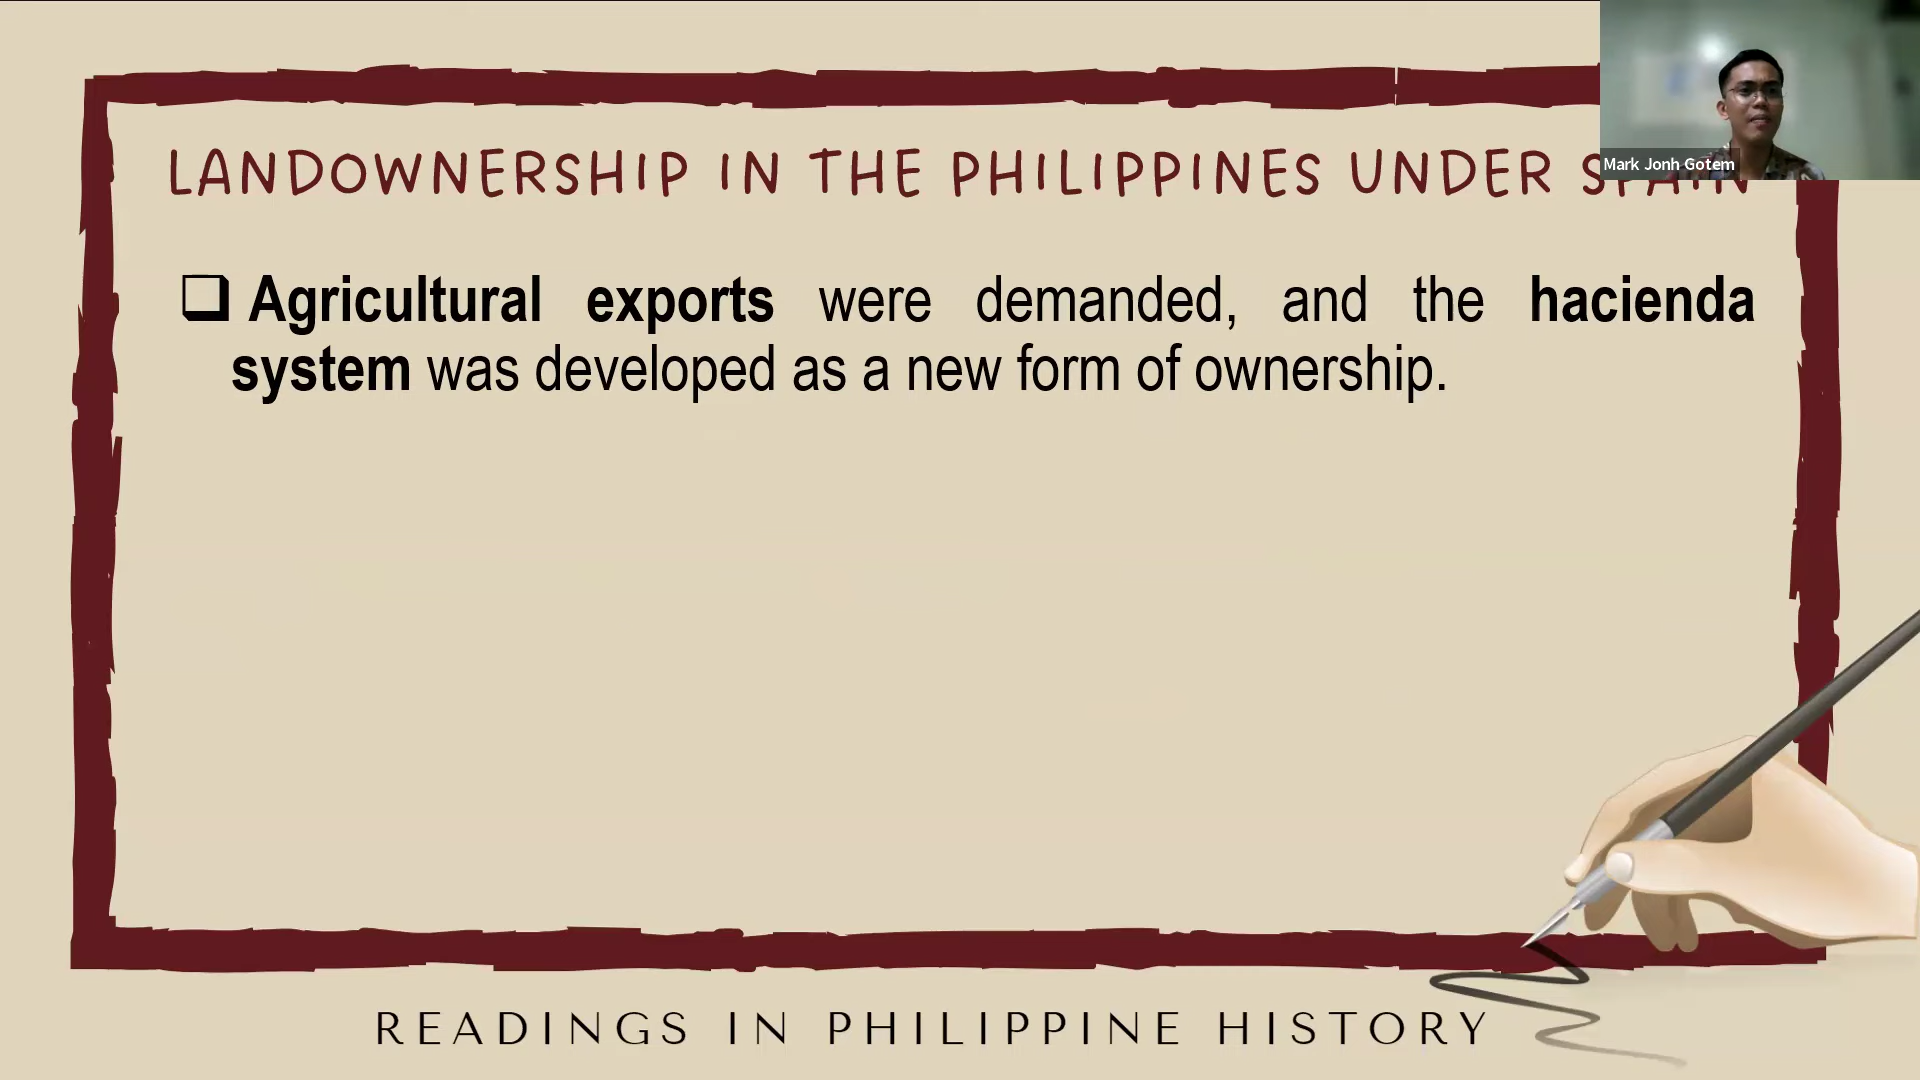 Mark Jonh Gotem
LANDOWNERSHIP IN THE PHILIPPINES UNDER SPAIN
Agricultural exports were demanded, and the hacienda
system was developed as a new form of ownership.
READINGS IN PHILIPPINE HISTORY